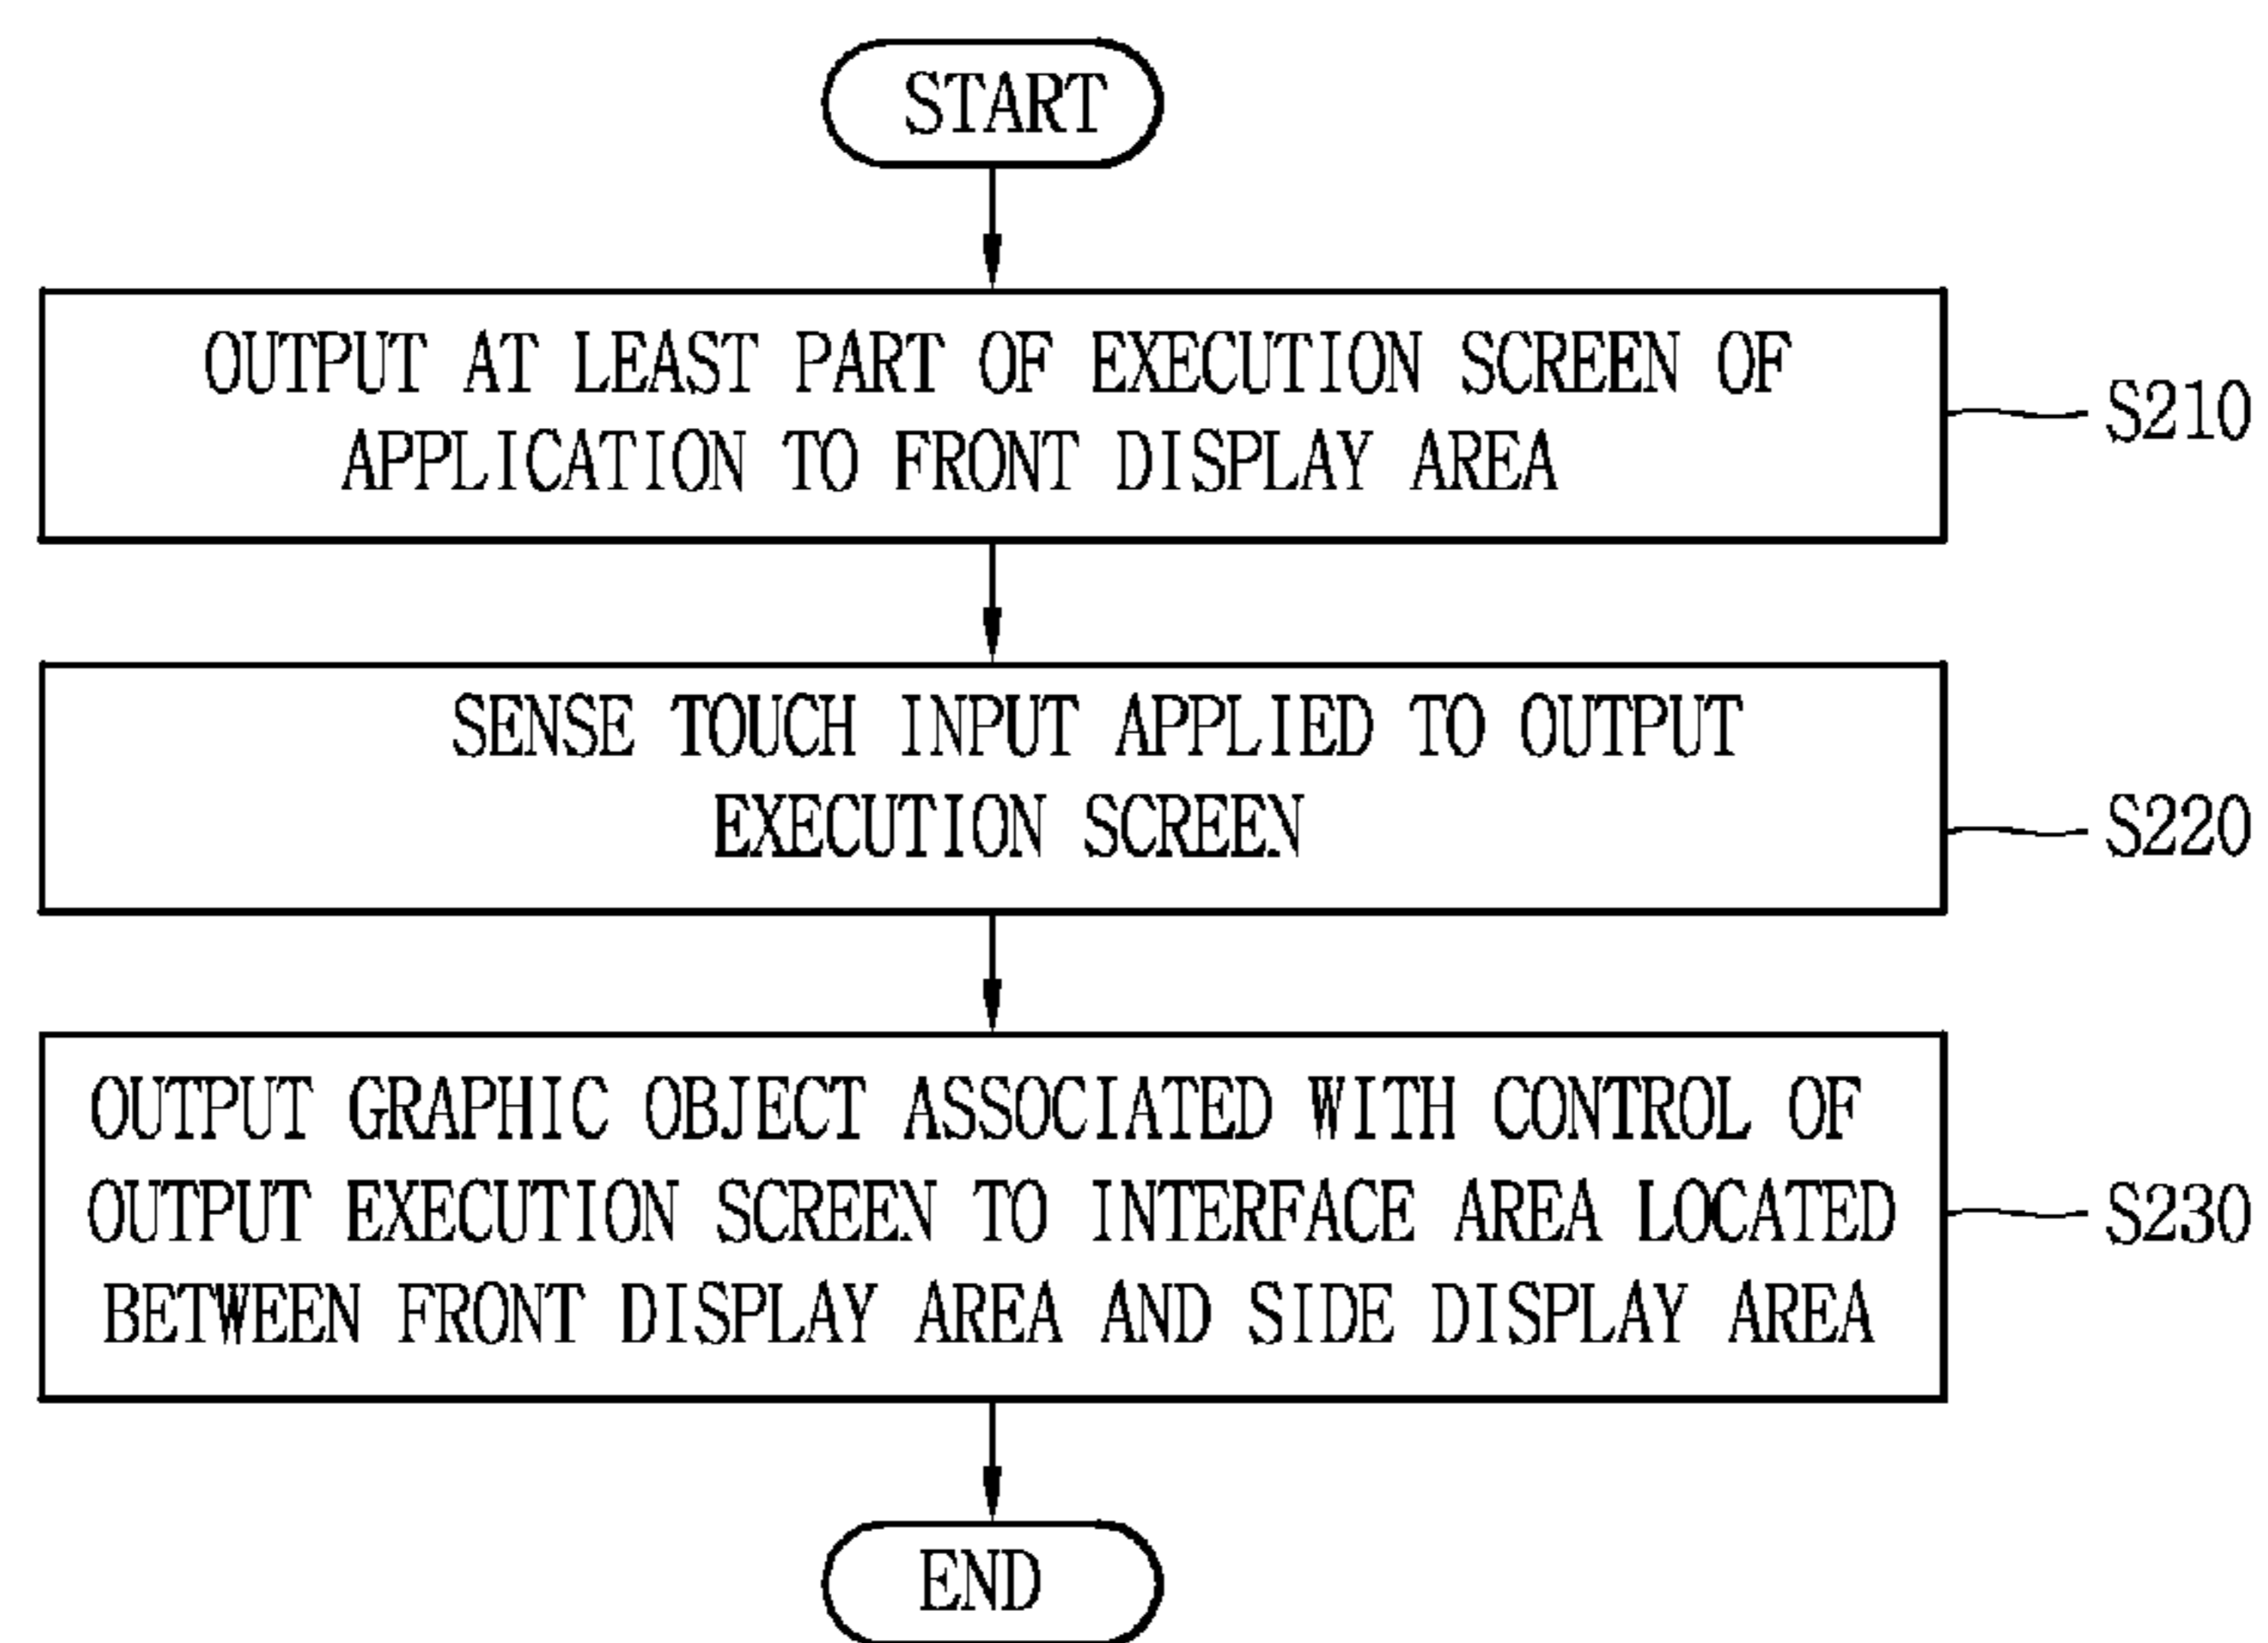 START
OUTPUT AT LEAST PART OF EXECUTION SCREEN OF
APPLICATION TO FRONT DISPLAY AREA
S210
SENSE TOUCH INPUT APPLIED TO OUTPUT
EXECUTION SCREEN
S220
OUTPUT GRAPHIC OBJECT ASSOCIATED WITH CONTROL OF
OUTPUT EXECUTION SCREEN TO INTERFACE AREA LOCATED
BETWEEN FRONT DISPLAY AREA AND SIDE DISPLAY AREA
S230
END